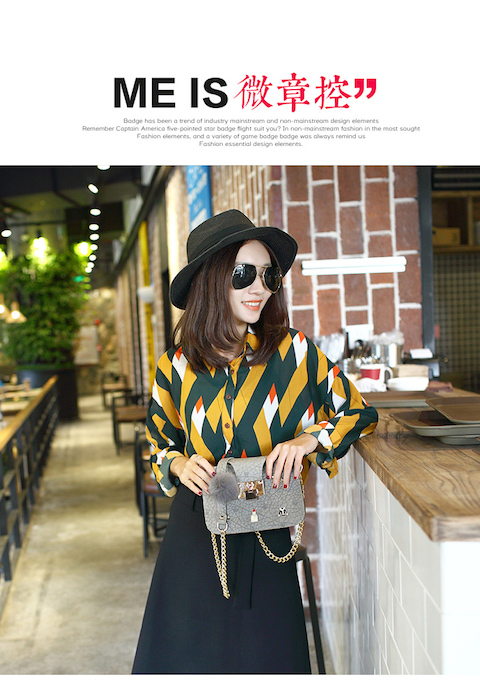 ME IS 微章控”
Badge has been a trend of industry mainstream and non-mainstream design elements
Remember Captain America five-pointed star badge flight suit you? In non-mainstream fashion in the most sought
Fashion elements, and a variety of game badge badge was always remind us
Fashion essential design elements.